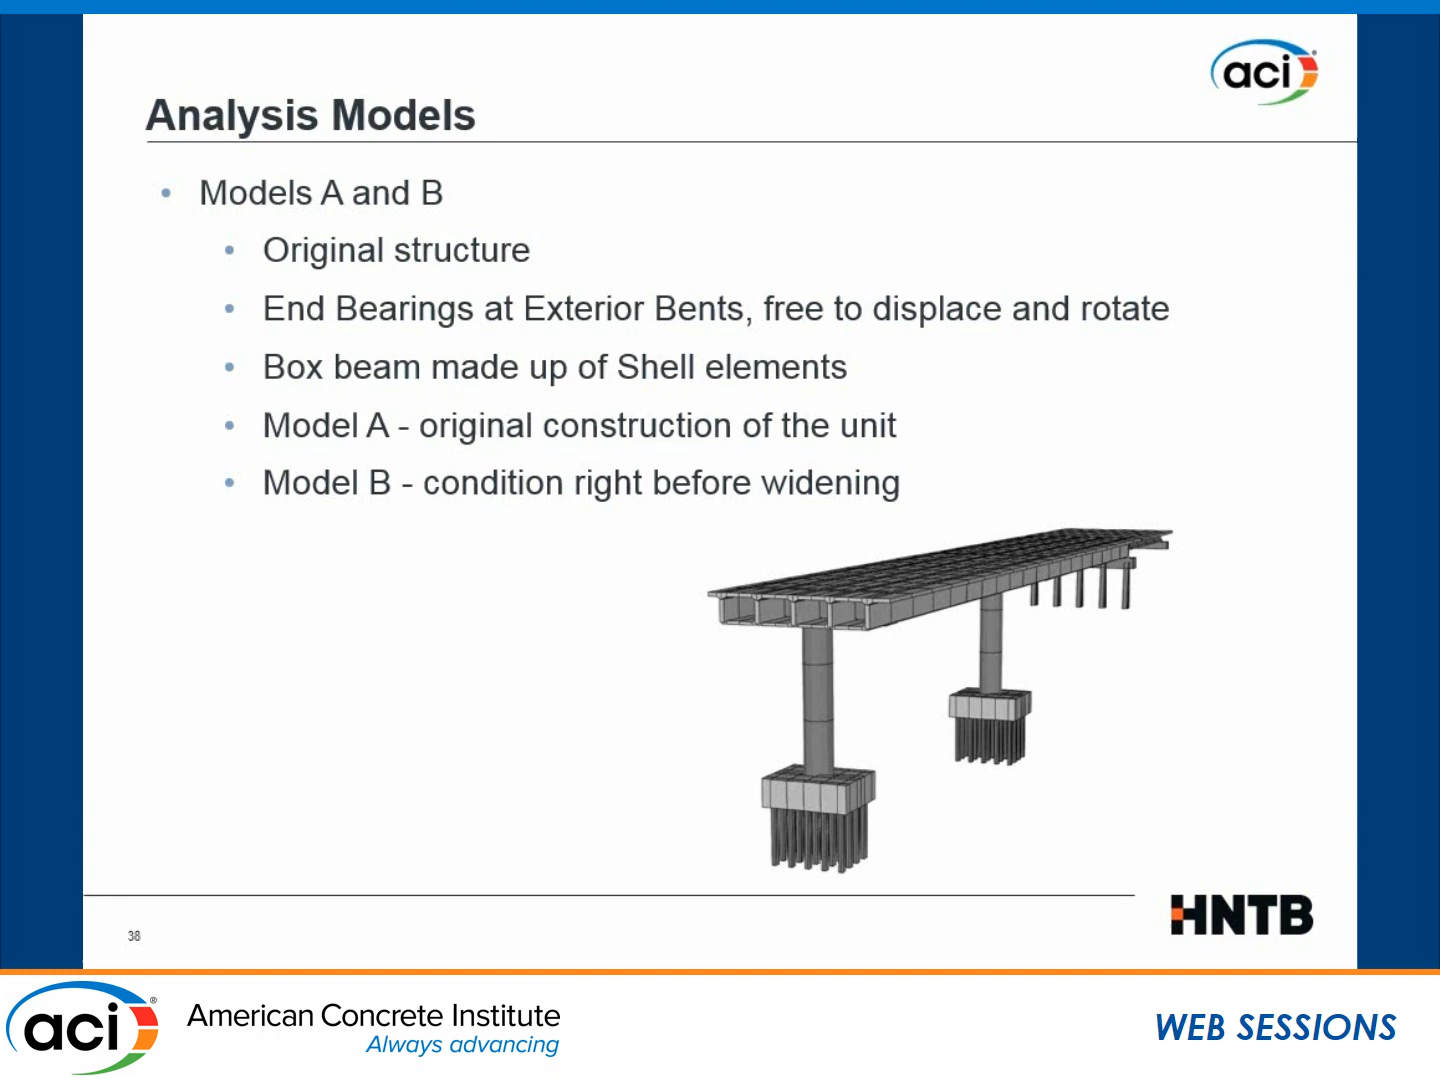 aci
Analysis Models
• Models A and B
• Original structure
• End Bearings at Exterior Bents, free to displace and rotate
• Box beam made up of Shell elements
• Model A - original construction of the unit
• Model B - condition right before widening
HNTB
38
aci®
American Concrete Institute
Always advancing
WEB SESSIONS